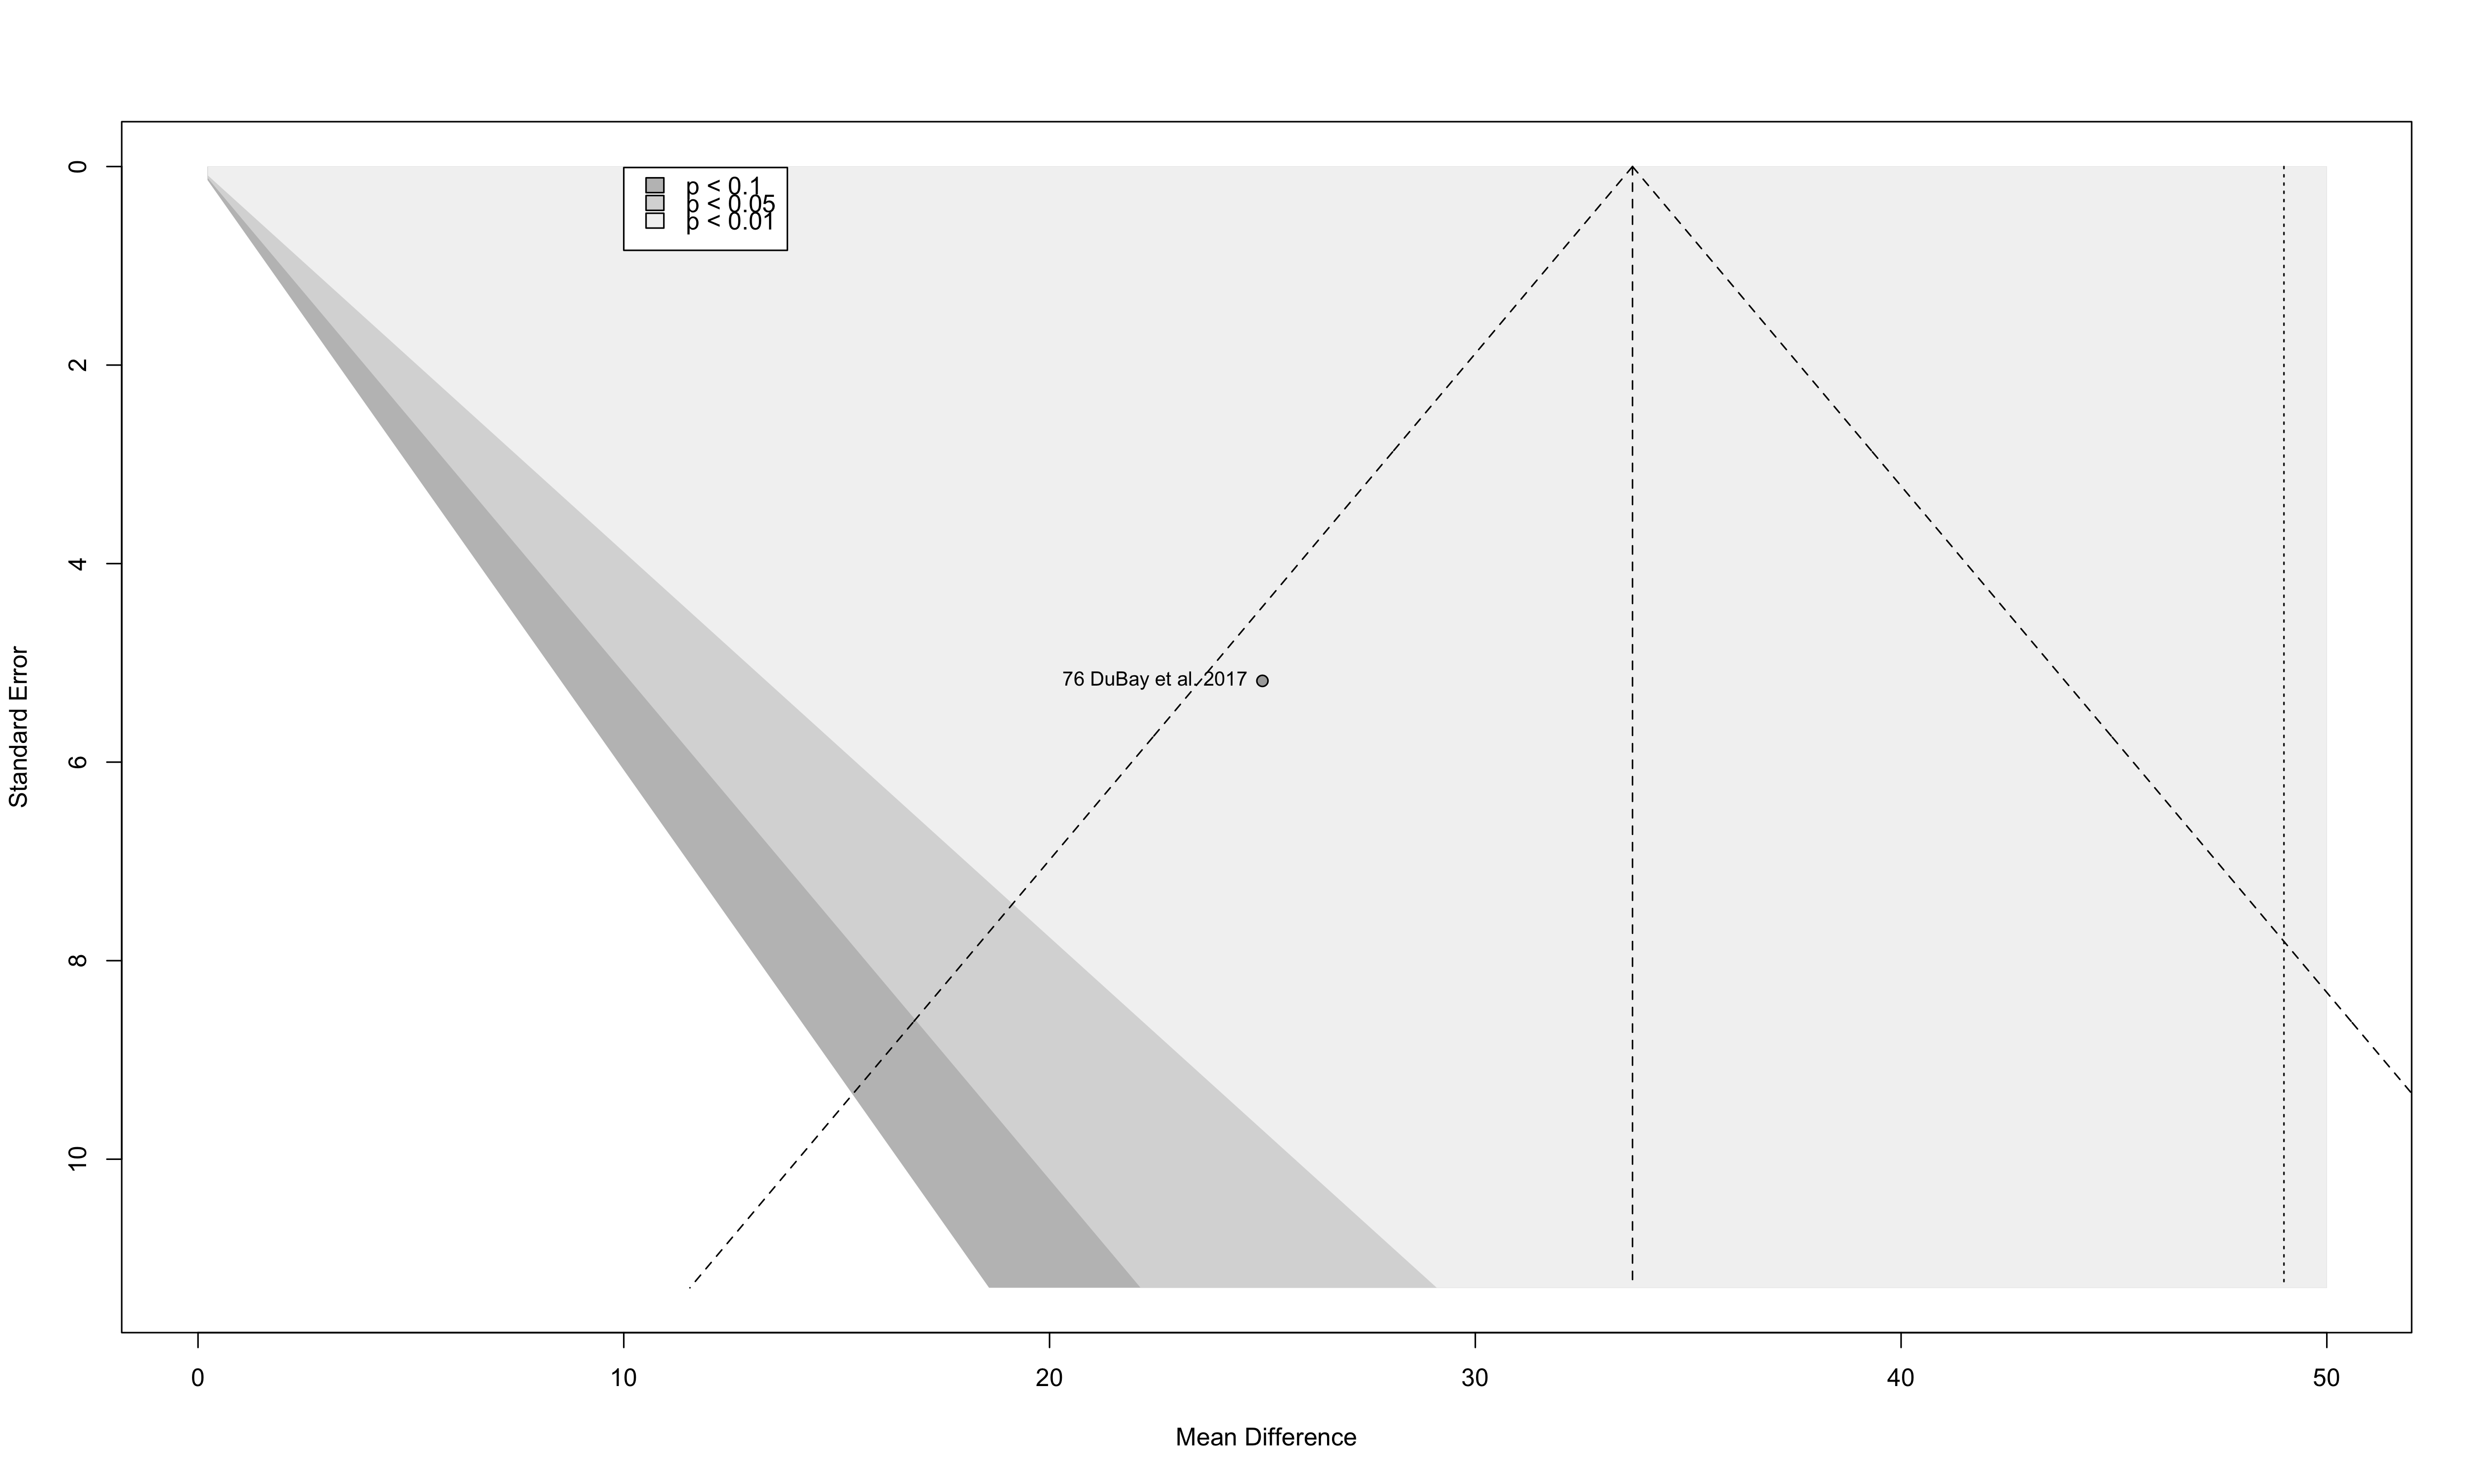 p < 0.1
p < 0.05
p < 0.01
0
2
4
6
8
10
Standard Error
76 DuBay et al. 2017
0
10
20
30
40
50
Mean Difference